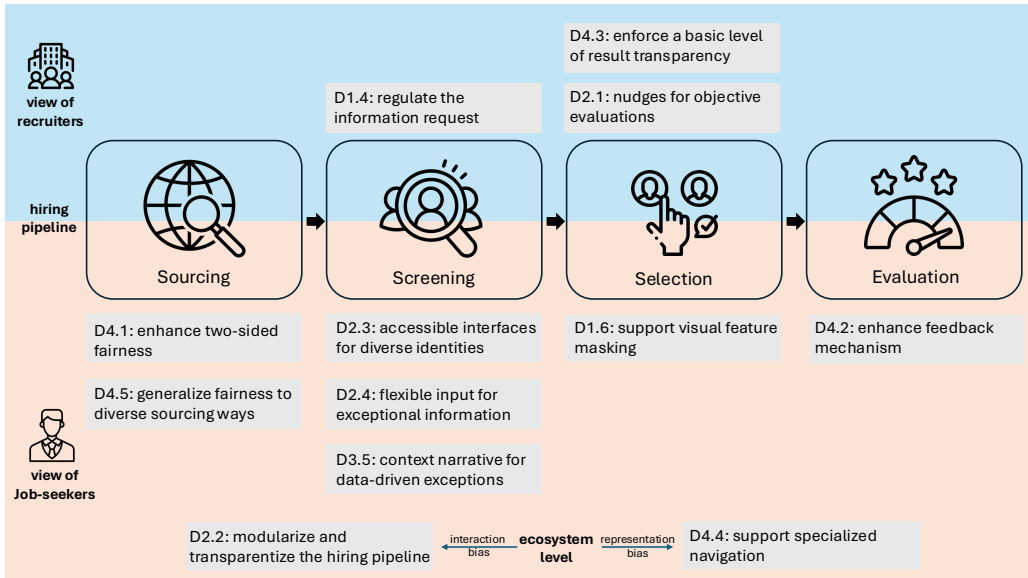 D4.3: enforce a basic level
of result transparency
view of
recruiters
D1.4: regulate the
information request
D2.1: nudges for objective
evaluations
hiring
pipeline
Sourcing
Screening
Selection
Evaluation
D4.1: enhance two-sided
fairness
D2.3: accessible interfaces
for diverse identities
D1.6: support visual feature
masking
D4.2: enhance feedback
mechanism
D4.5: generalize fairness to
diverse sourcing ways
D2.4: flexible input for
exceptional information
view of
Job-seekers
D3.5: context narrative for
data-driven exceptions
D2.2: modularize and
transparentize the hiring pipeline
interaction
bias
ecosystem
level
representation
bias
D4.4: support specialized
navigation